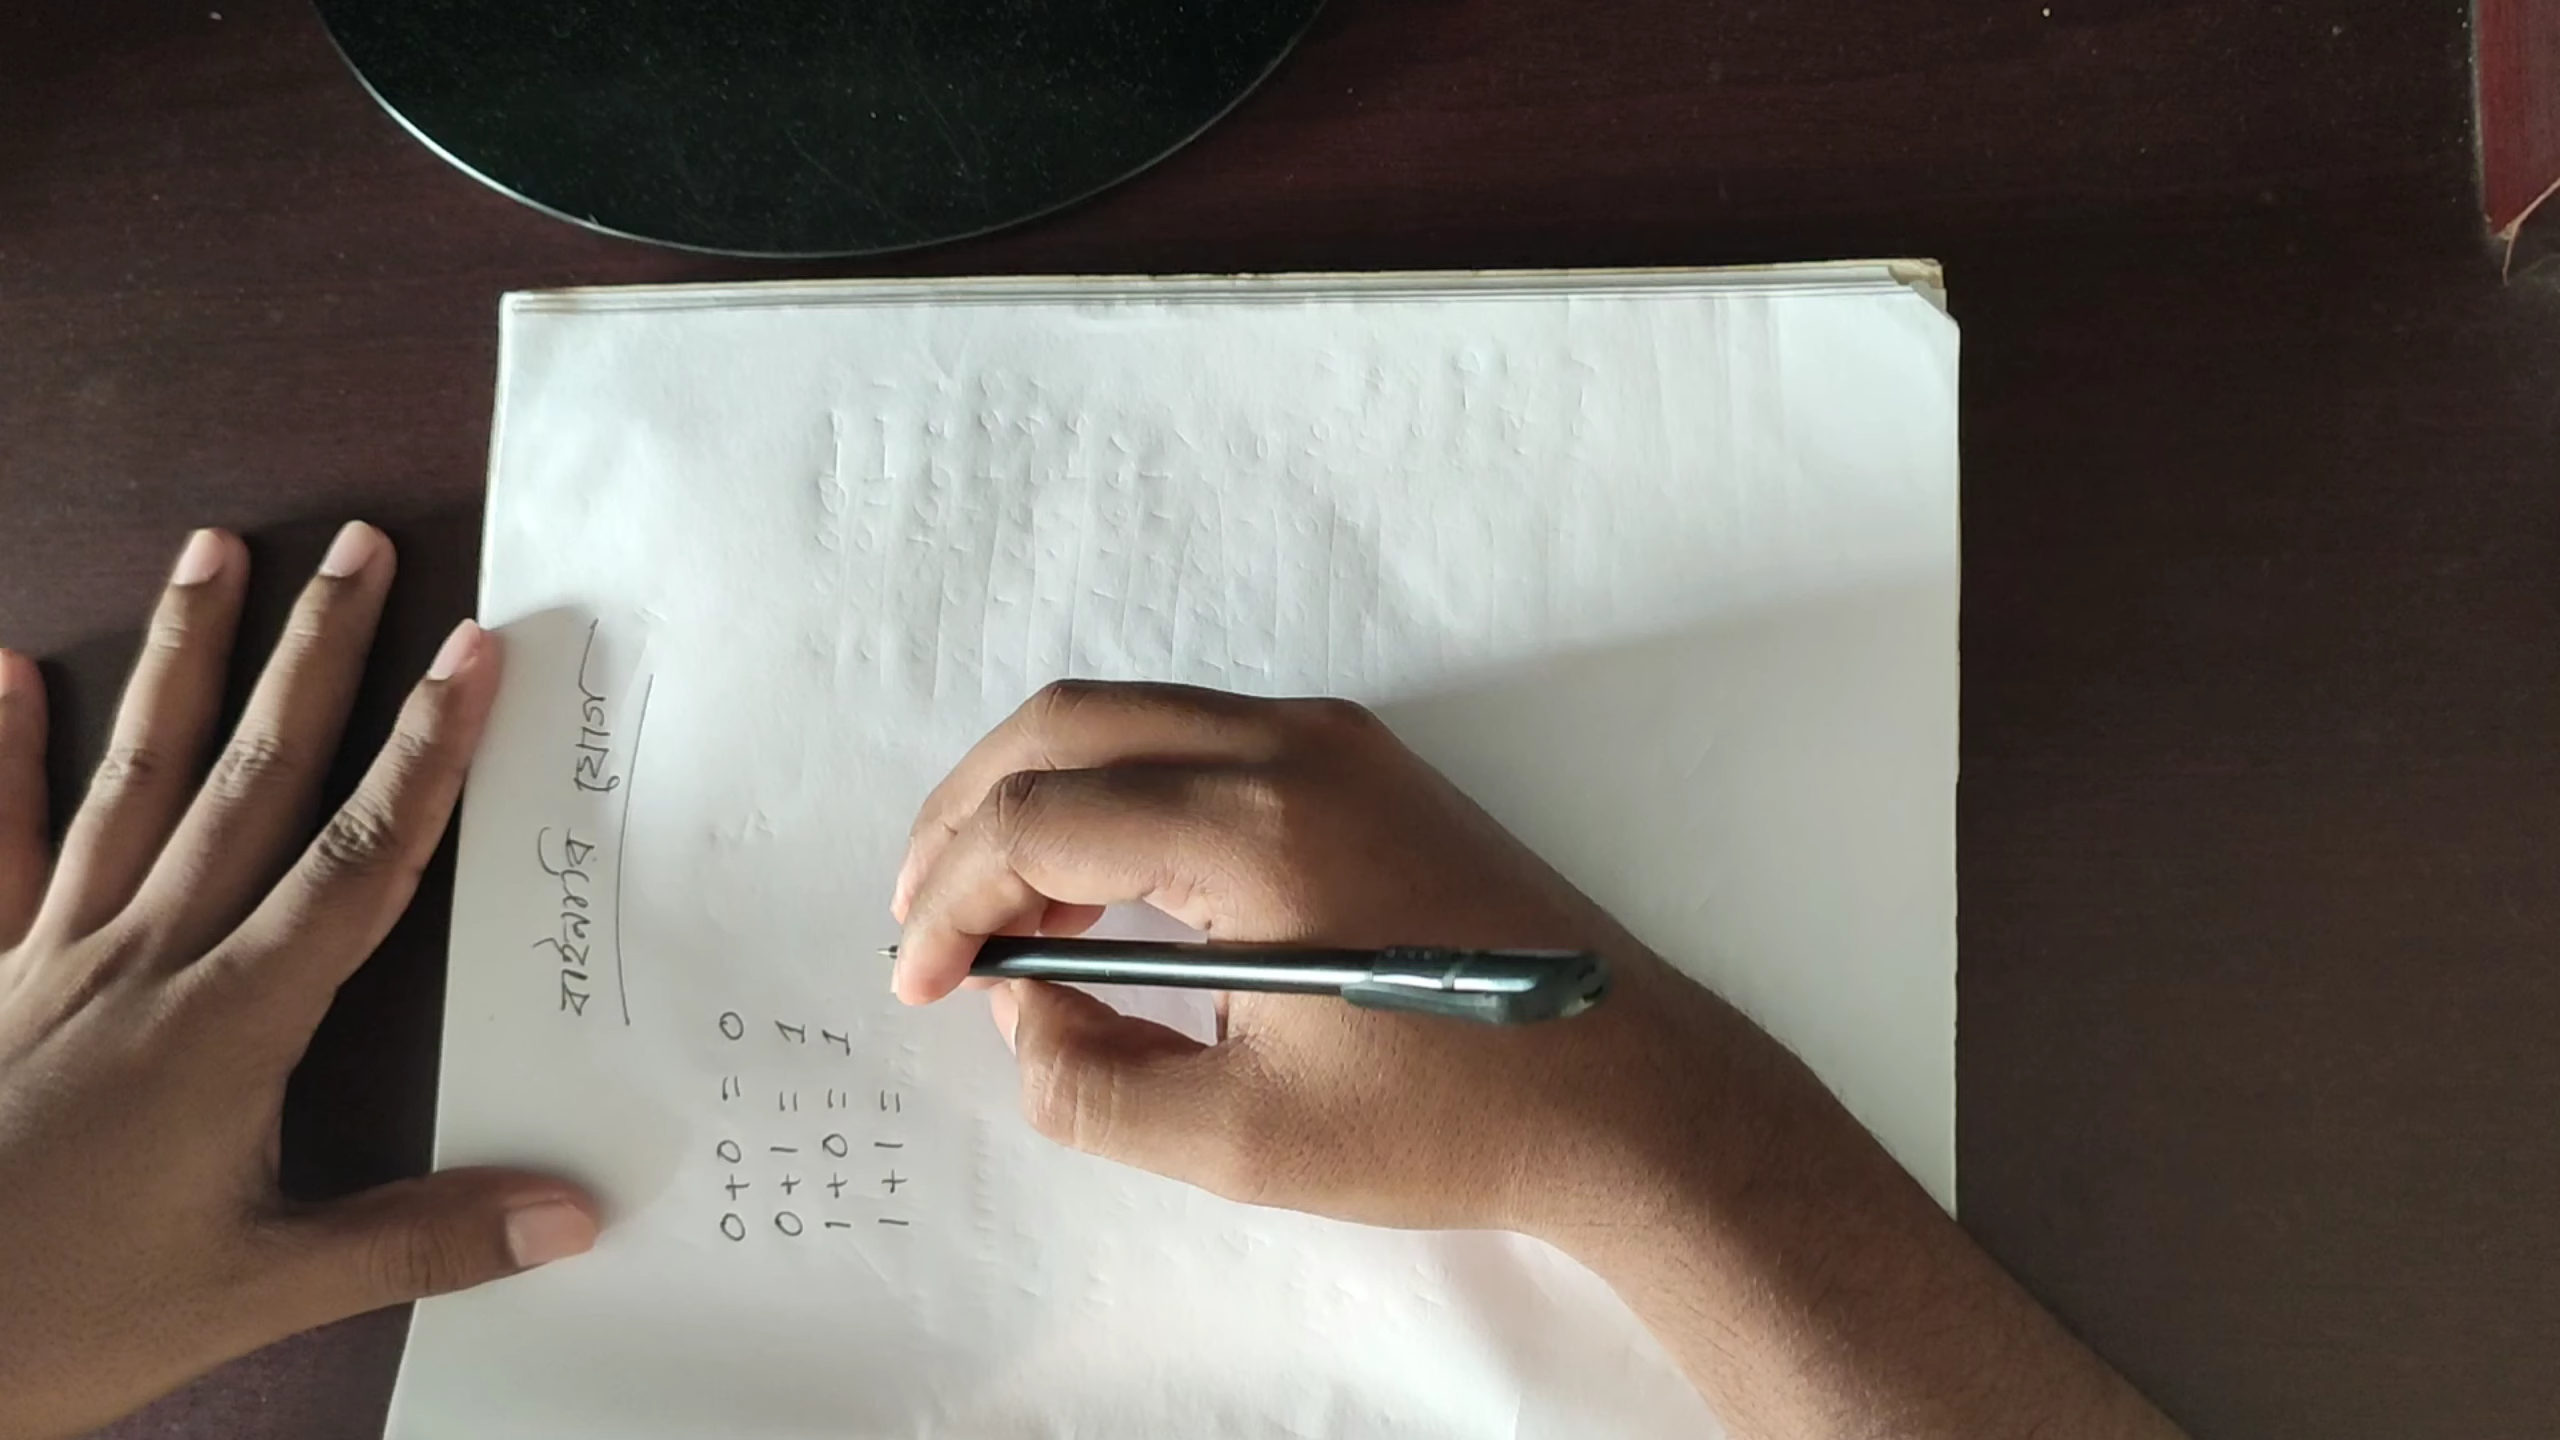 বাইনারি যোগ
0+0 = 0
0+1 = 1
1+0 = 1
1+1 =